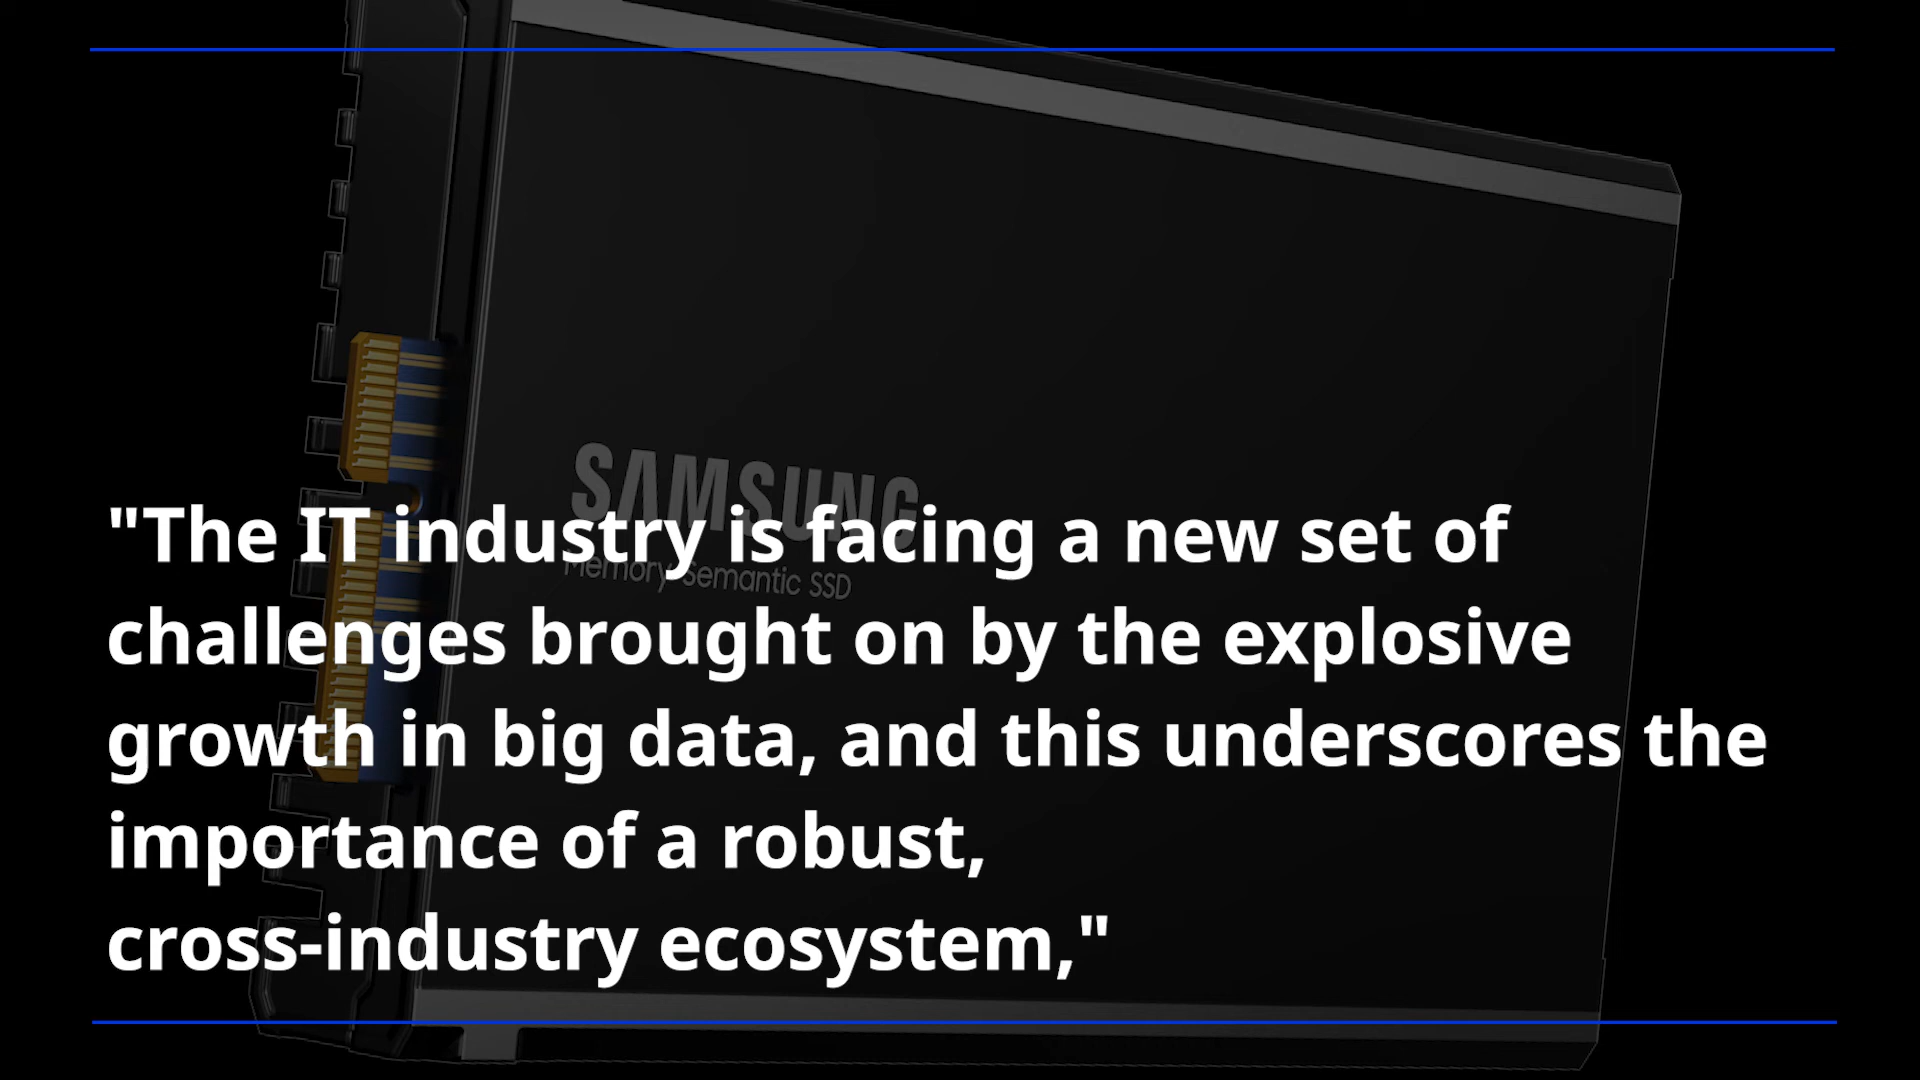 SAMSUNG
Memory-Semantic SSD
"The IT industry is facing a new set of
challenges brought on by the explosive
growth in big data, and this underscores the
importance of a robust,
cross-industry ecosystem,"